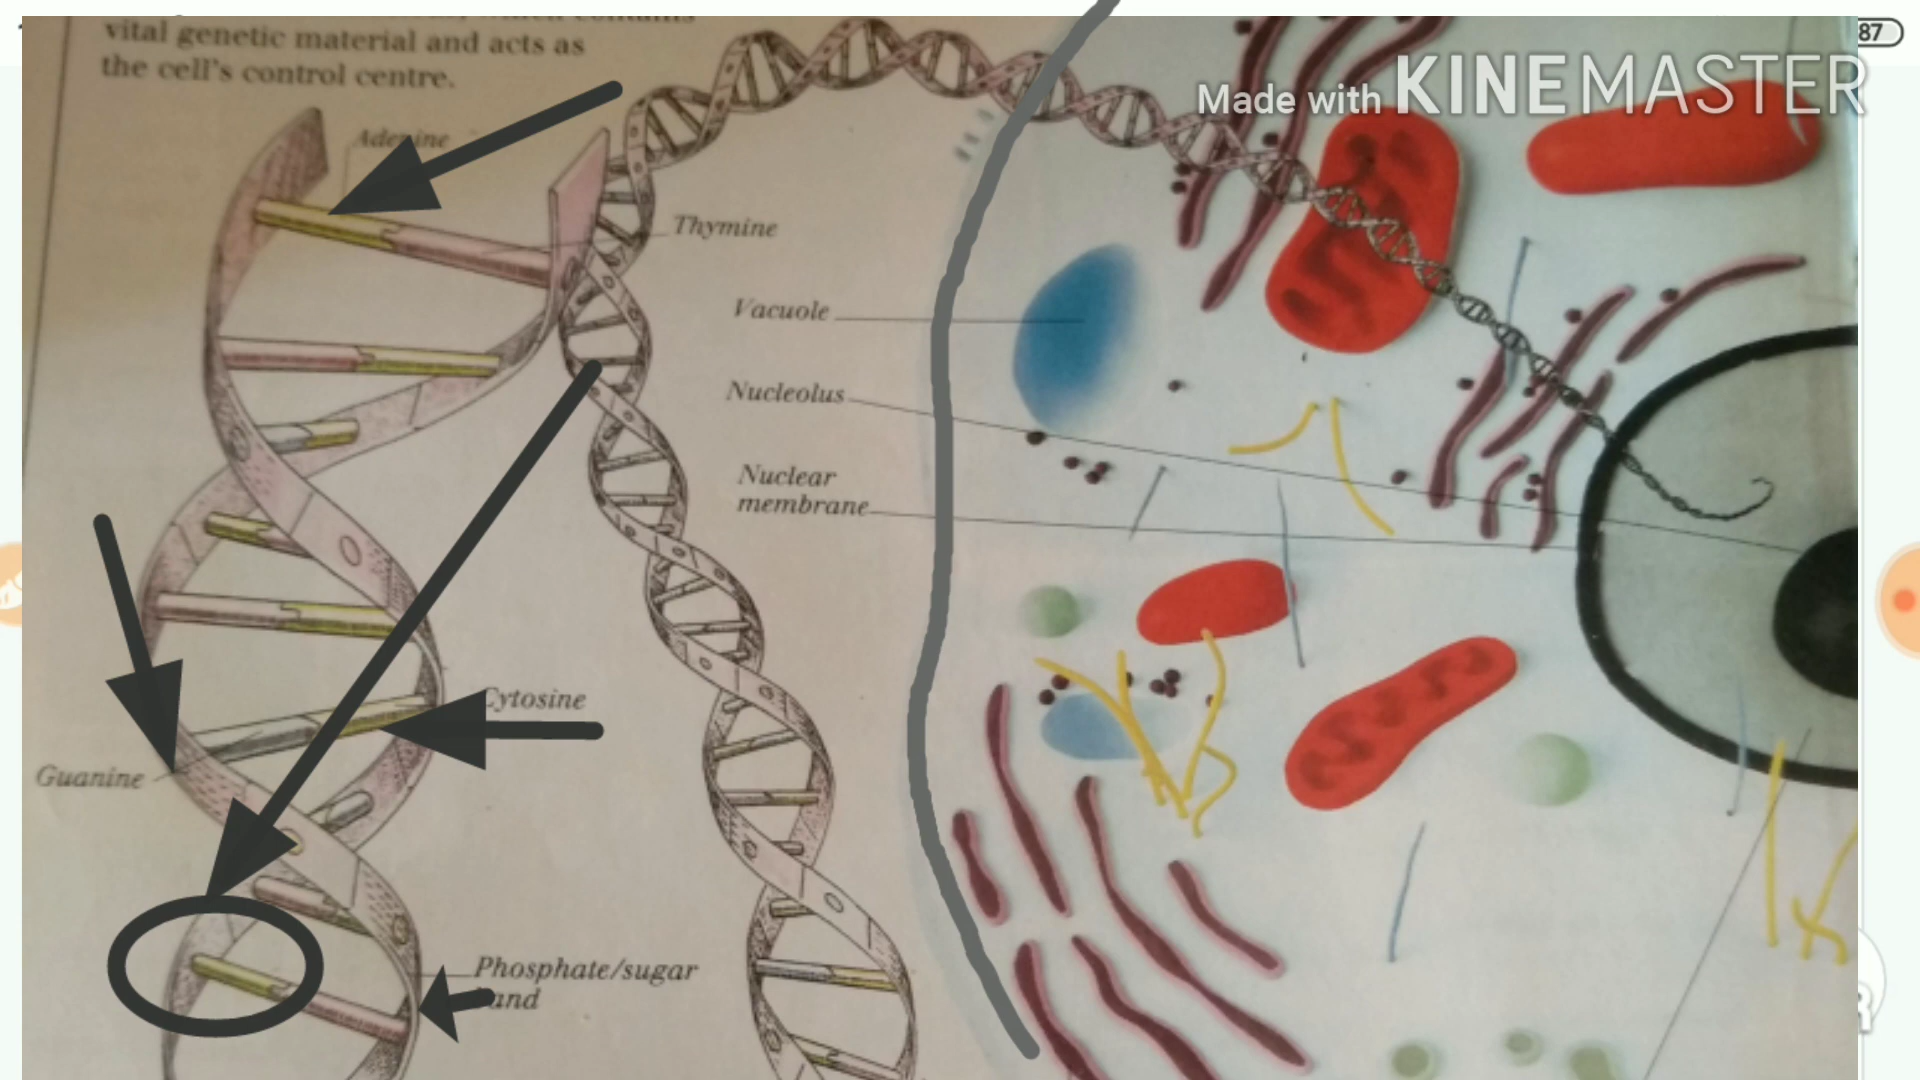 vital genetic material and acts as
the cell's control centre.
87
Made with KINEMASTER
Adenine
Thymine
Vacuole
Nucleolus
Nuclear
membrane
Cytosine
Guanine
Phosphate/sugar